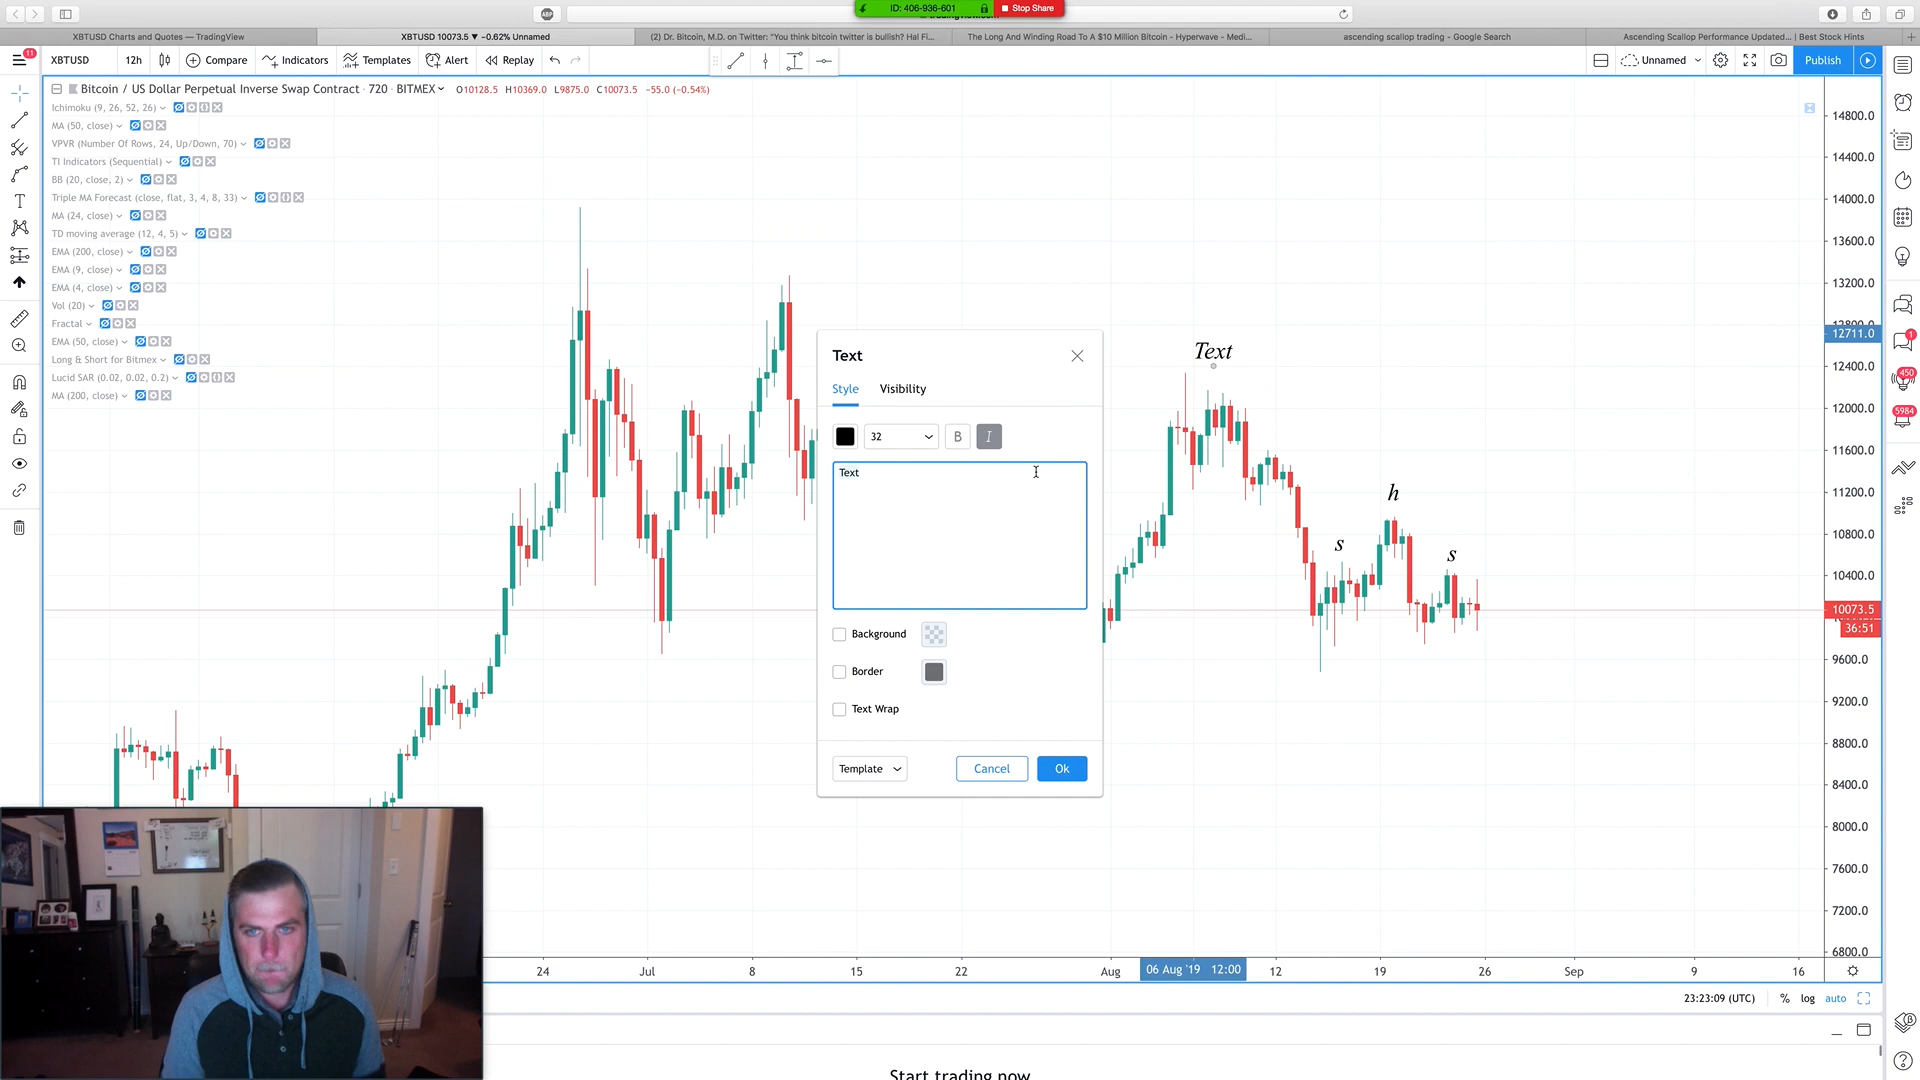 ID: 406-936-601
Stop Share
ABP
XBTUSD Charts and Quotes — TradingView
XBTUSD 10073.5 ▼ −0.62% Unnamed
(2) Dr. Bitcoin, M.D. on Twitter: "You think bitcoin twitter is bullish? Hal Fi...
The Long And Winding Road To A $10 Million Bitcoin - Hyperwave - Medi...
ascending scallop trading - Google Search
Ascending Scallop Performance Updated... | Best Stock Hints
11
XBTUSD
12h
Compare
Indicators
Templates
Alert
Replay
Unnamed
Publish
Bitcoin / US Dollar Perpetual Inverse Swap Contract · 720 · BITMEX
O10128.5 H10369.0 L9875.0 C10073.5 −55.0 (−0.54%)
Ichimoku (9, 26, 52, 26)
MA (50, close)
VPVR (Number Of Rows, 24, Up/Down, 70)
TI Indicators (Sequential)
BB (20, close, 2)
Triple MA Forecast (close, flat, 3, 4, 8, 33)
MA (24, close)
TD moving average (12, 4, 5)
EMA (200, close)
EMA (9, close)
EMA (4, close)
Vol (20)
Fractal
EMA (50, close)
Long & Short for Bitmex
Lucid SAR (0.02, 0.02, 0.2)
MA (200, close)
Text
Style
Visibility
32
B
I
Text
Background
Border
Text Wrap
Template
Cancel
Ok
Text
s
h
s
14800.0
14400.0
14000.0
13600.0
13200.0
12711.0
12400.0
12000.0
11600.0
11200.0
10800.0
10400.0
10073.5
36:51
9600.0
9200.0
8800.0
8400.0
8000.0
7600.0
7200.0
6800.0
1
450
5984
24
Jul
8
15
22
Aug
06 Aug '19 12:00
12
19
26
Sep
9
16
23:23:09 (UTC)
%
log
auto
Start trading now